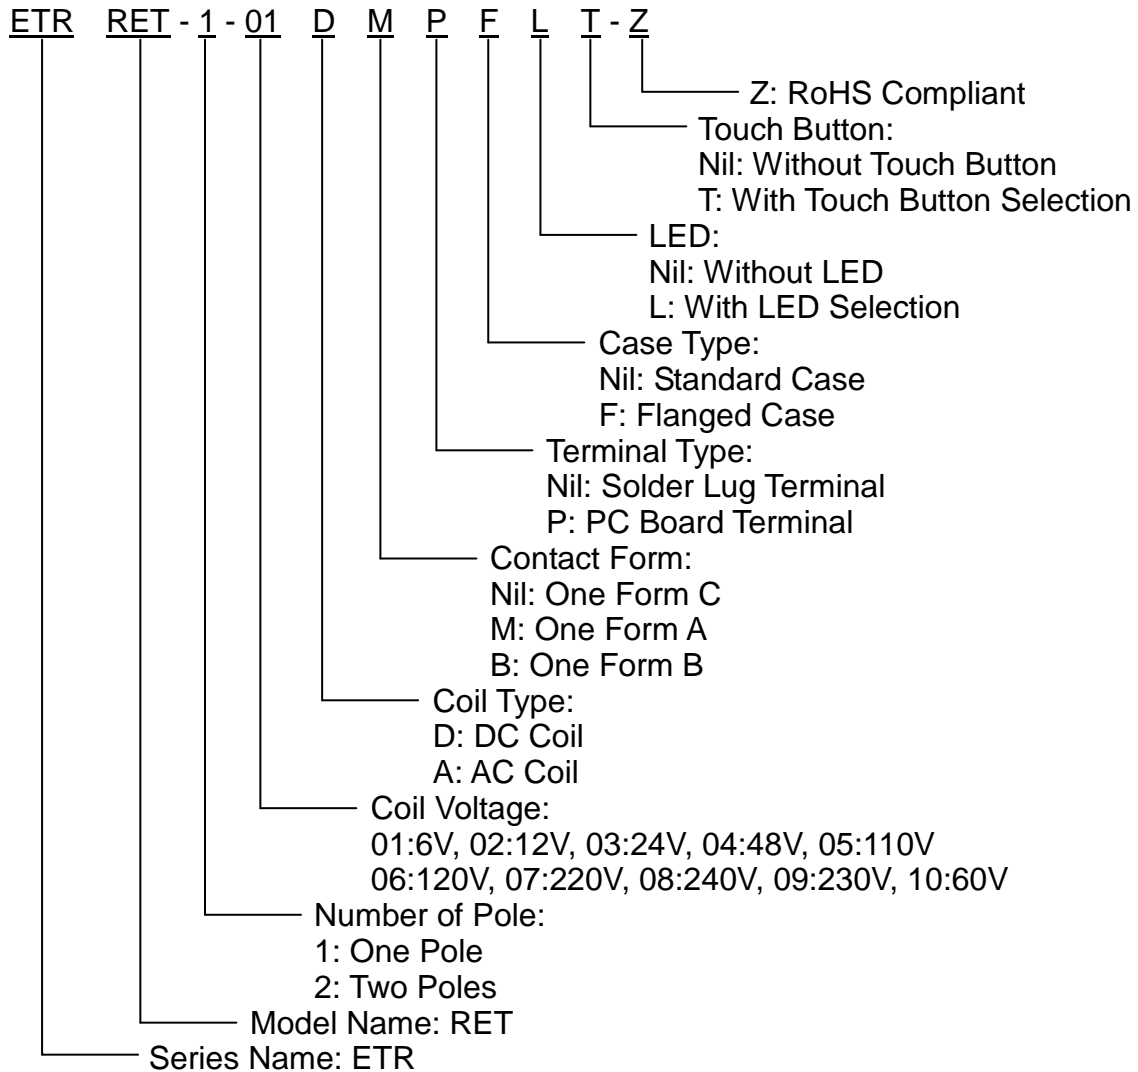 ETR RET - 1 - 01 D M P F L T - Z
Z: RoHS Compliant
Touch Button:
Nil: Without Touch Button
T: With Touch Button Selection
LED:
Nil: Without LED
L: With LED Selection
Case Type:
Nil: Standard Case
F: Flanged Case
Terminal Type:
Nil: Solder Lug Terminal
P: PC Board Terminal
Contact Form:
Nil: One Form C
M: One Form A
B: One Form B
Coil Type:
D: DC Coil
A: AC Coil
Coil Voltage:
01:6V, 02:12V, 03:24V, 04:48V, 05:110V
06:120V, 07:220V, 08:240V, 09:230V, 10:60V
Number of Pole:
1: One Pole
2: Two Poles
Model Name: RET
Series Name: ETR